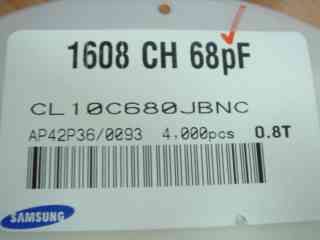 1608 CH 68pF
CL10C680JBNC
AP42P36/0093 4,000pcs 0.8T
SAMSUNG